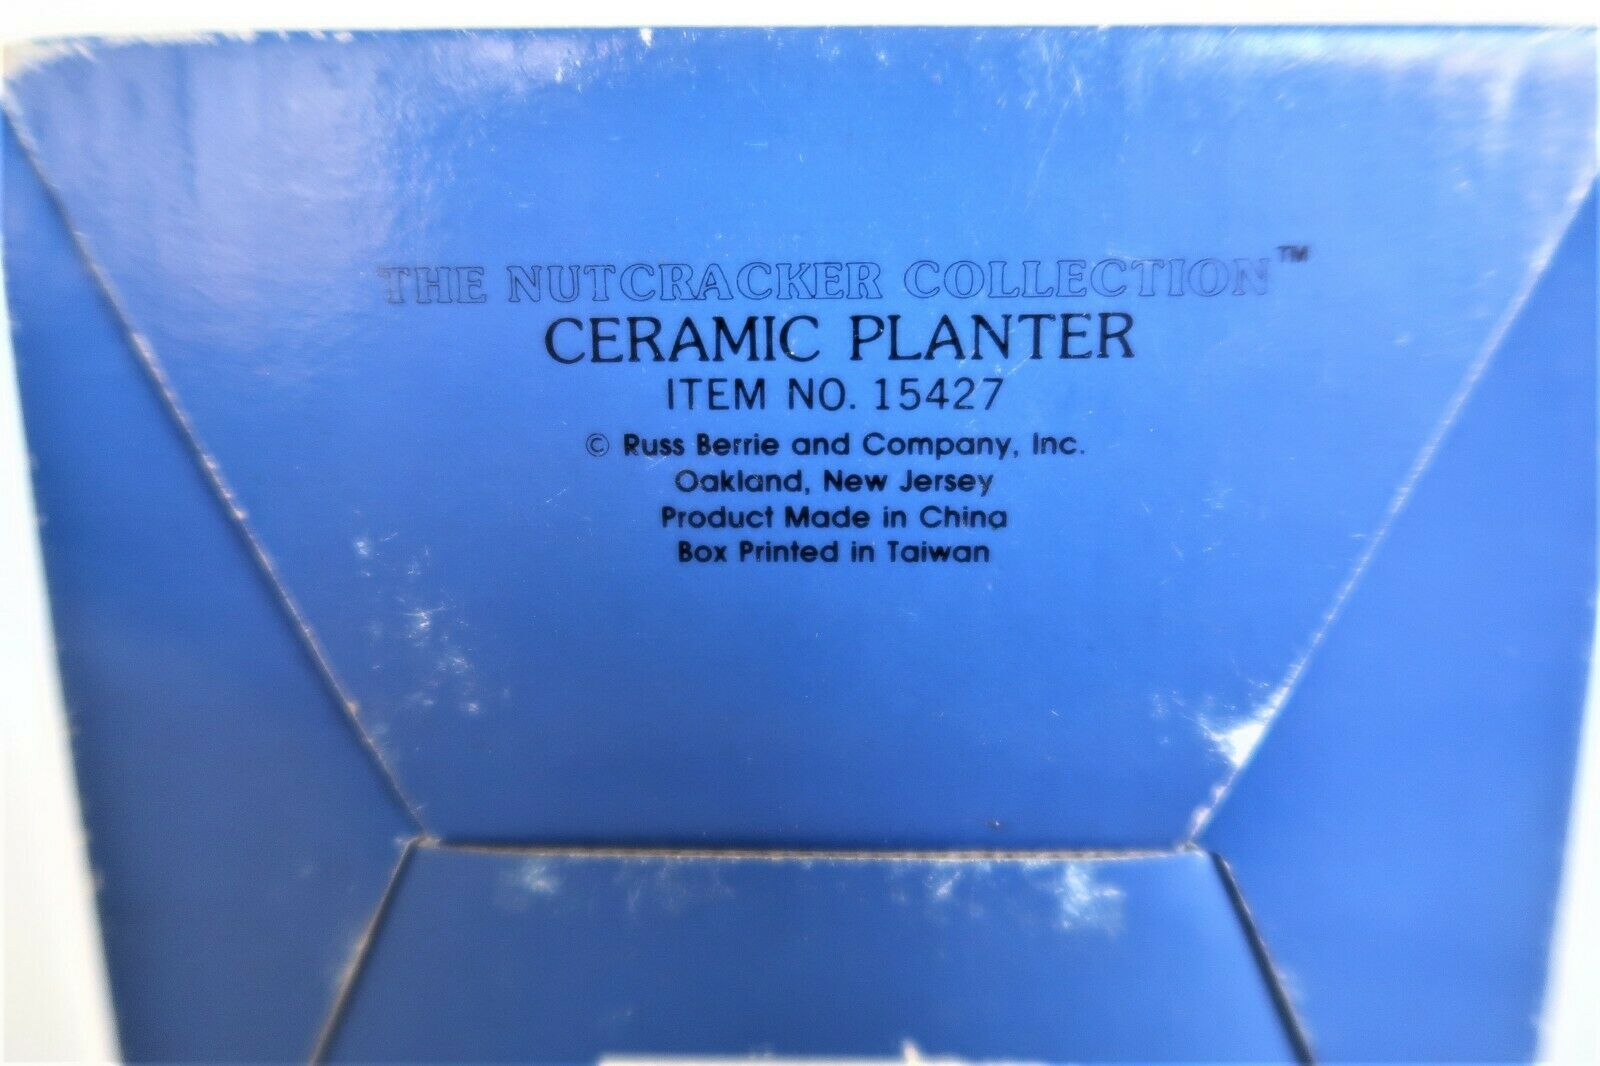 THE NUTCRACKER COLLECTION™
CERAMIC PLANTER
ITEM NO. 15427
© Russ Berrie and Company, Inc.
Oakland, New Jersey
Product Made in China
Box Printed in Taiwan